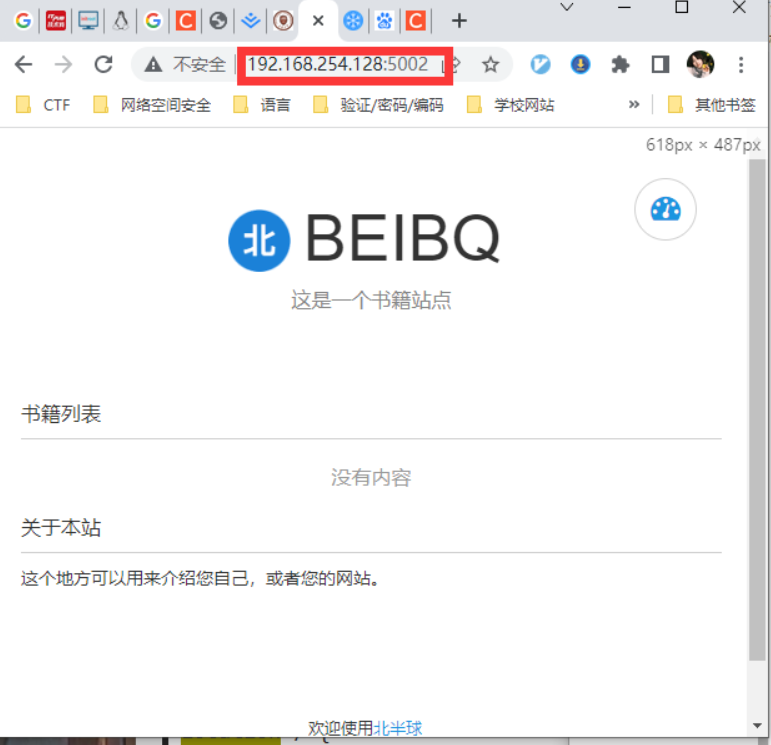 不安全 192.168.254.128:5002
CTF 网络空间安全 语言 验证/密码/编码 学校网站 » 其他书签
618px × 487px
北 BEIBQ
这是一个书籍站点
书籍列表
没有内容
关于本站
这个地方可以用来介绍您自己，或者您的网站。
欢迎使用北半球